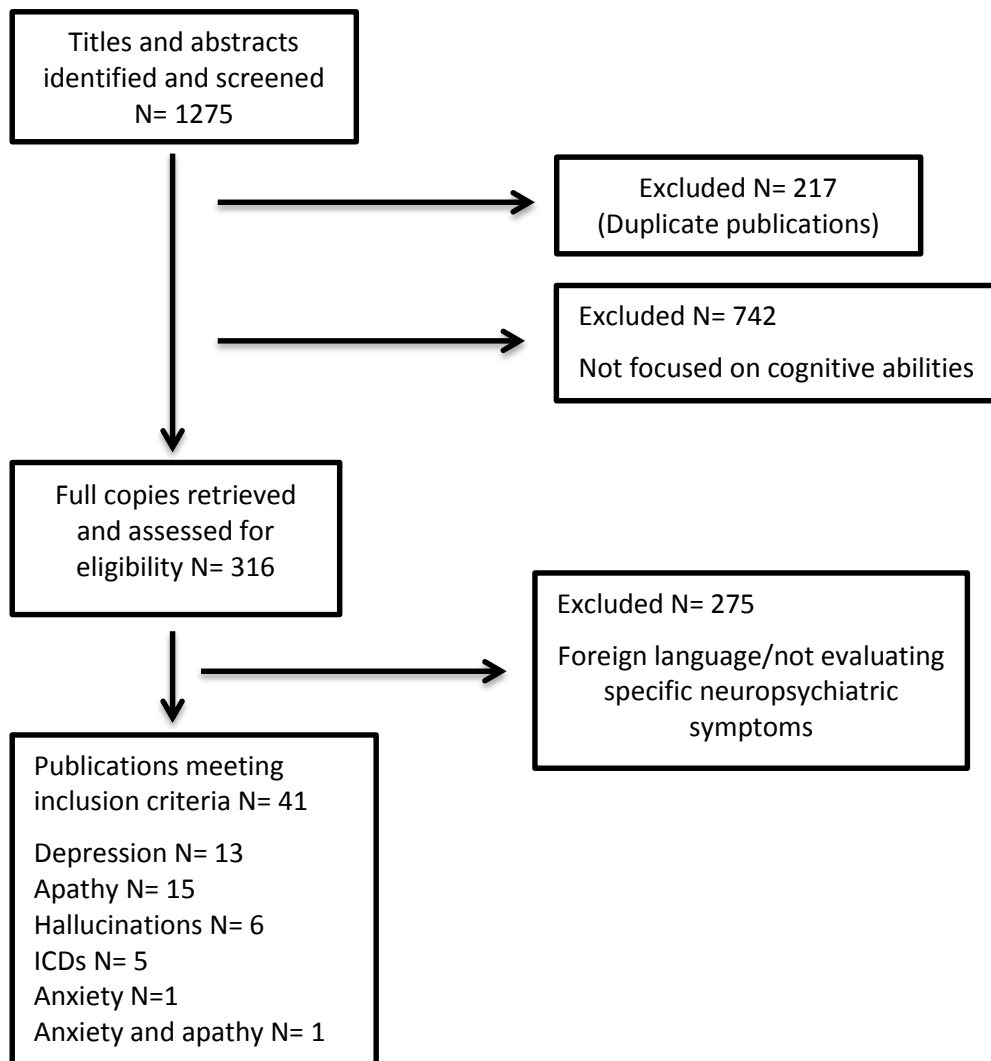 Titles and abstracts
identified and screened
N= 1275
Excluded N= 217
(Duplicate publications)
Excluded N= 742
Not focused on cognitive abilities
Full copies retrieved
and assessed for
eligibility N= 316
Excluded N= 275
Foreign language/not evaluating
specific neuropsychiatric
symptoms
Publications meeting
inclusion criteria N= 41
Depression N= 13
Apathy N= 15
Hallucinations N= 6
ICDs N= 5
Anxiety N=1
Anxiety and apathy N= 1